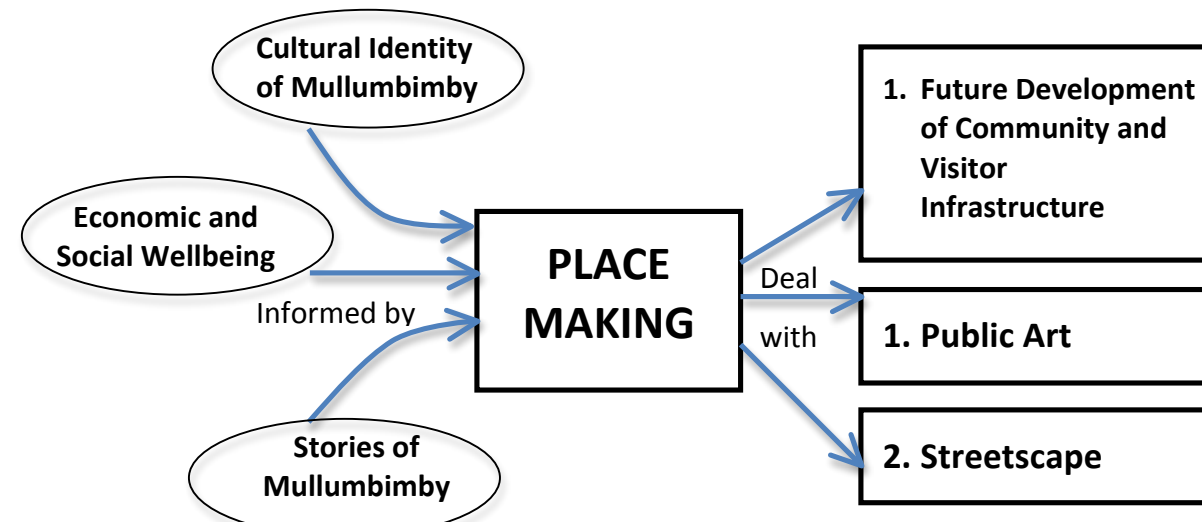 Cultural Identity
of Mullumbimby
Economic and
Social Wellbeing
Informed by
Stories of
Mullumbimby
PLACE
MAKING
Deal
with
1. Future Development
of Community and
Visitor
Infrastructure
1. Public Art
2. Streetscape